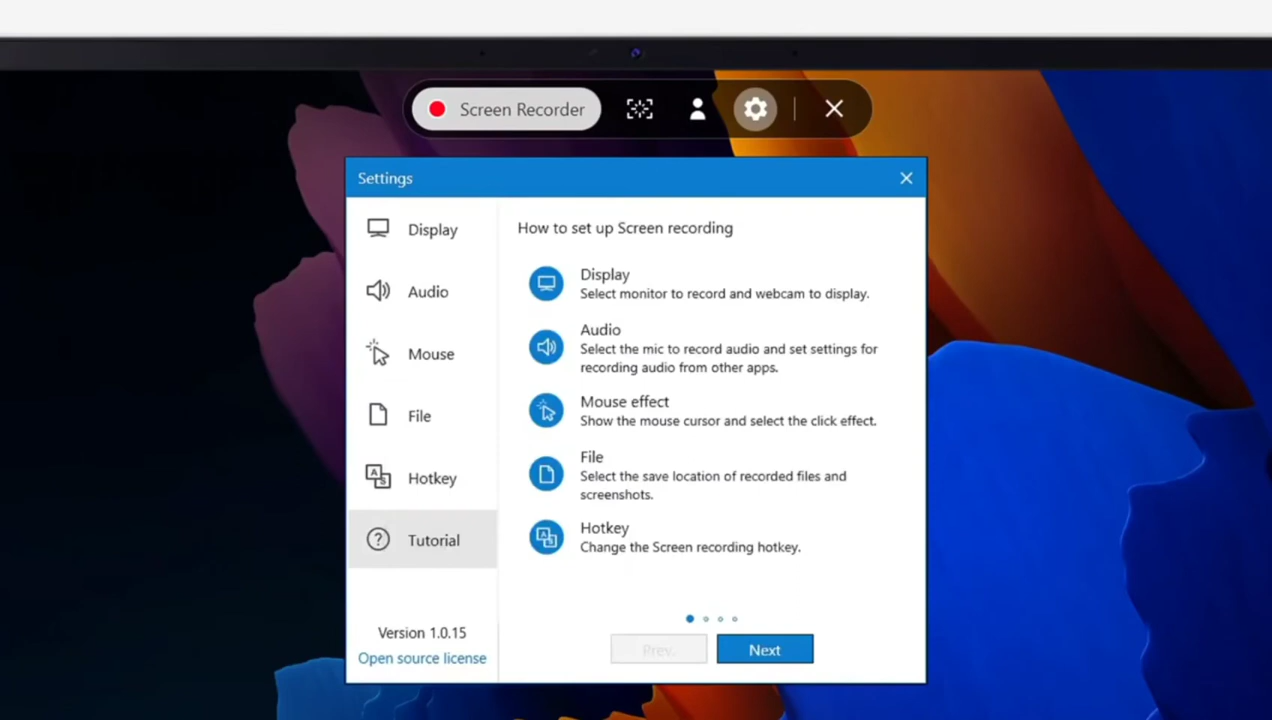 Screen Recorder
Settings
Display
Audio
Mouse
File
Hotkey
Tutorial
Version 1.0.15
Open source license
How to set up Screen recording
Display
Select monitor to record and webcam to display.
Audio
Select the mic to record audio and set settings for
recording audio from other apps.
Mouse effect
Show the mouse cursor and select the click effect.
File
Select the save location of recorded files and
screenshots.
Hotkey
Change the Screen recording hotkey.
Prev.
Next